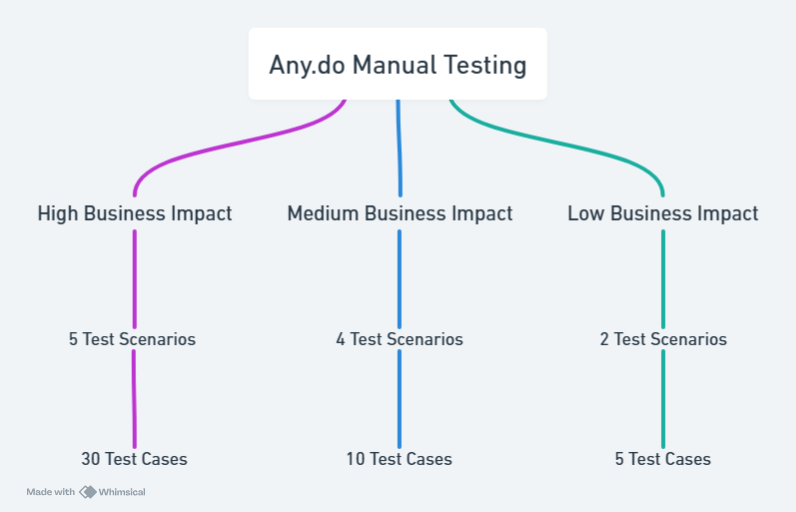 Any.do Manual Testing
High Business Impact
Medium Business Impact
Low Business Impact
5 Test Scenarios
4 Test Scenarios
2 Test Scenarios
30 Test Cases
10 Test Cases
5 Test Cases
Made with Whimsical